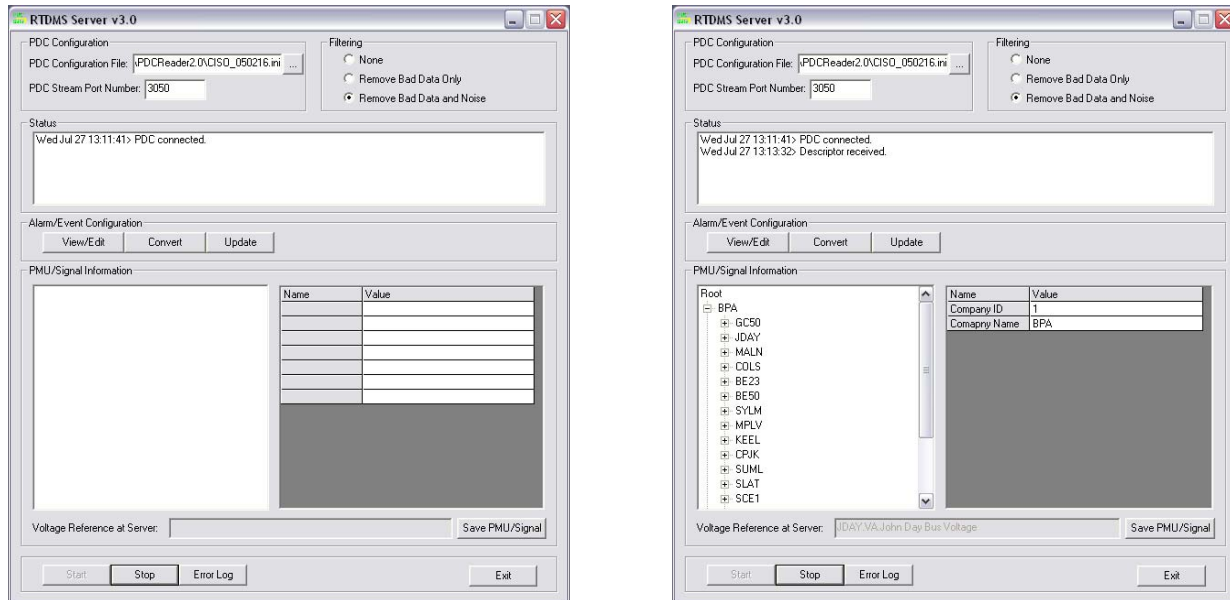 RTDMS Server v3.0
PDC Configuration
PDC Configuration File: \PDCReader2.0\CISO_050216.ini ...
PDC Stream Port Number: 3050
Filtering
None
Remove Bad Data Only
Remove Bad Data and Noise
Status
Wed Jul 27 13:11:41> PDC connected.
Alarm/Event Configuration
View/Edit Convert Update
PMU/Signal Information
Name Value
Voltage Reference at Server: Save PMU/Signal
Start Stop Error Log Exit
RTDMS Server v3.0
PDC Configuration
PDC Configuration File: \PDCReader2.0\CISO_050216.ini ...
PDC Stream Port Number: 3050
Filtering
None
Remove Bad Data Only
Remove Bad Data and Noise
Status
Wed Jul 27 13:11:41> PDC connected.
Wed Jul 27 13:13:32> Descriptor received.
Alarm/Event Configuration
View/Edit Convert Update
PMU/Signal Information
Root
BPA
GC50
JDAY
MALN
COLS
BE23
BE50
SYLM
MPLV
KEEL
CPJK
SUML
SLAT
SCE1
Name Value
Company ID 1
Comapny Name BPA
Voltage Reference at Server: JDAY.VA.John Day Bus Voltage Save PMU/Signal
Start Stop Error Log Exit